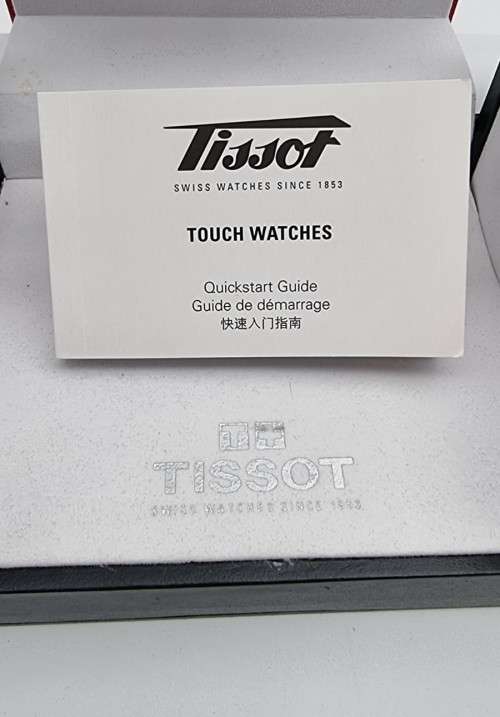 Tissot
SWISS WATCHES SINCE 1853
TOUCH WATCHES
Quickstart Guide
Guide de démarrage
快速入门指南
TISSOT
SWISS WATCHES SINCE 1853